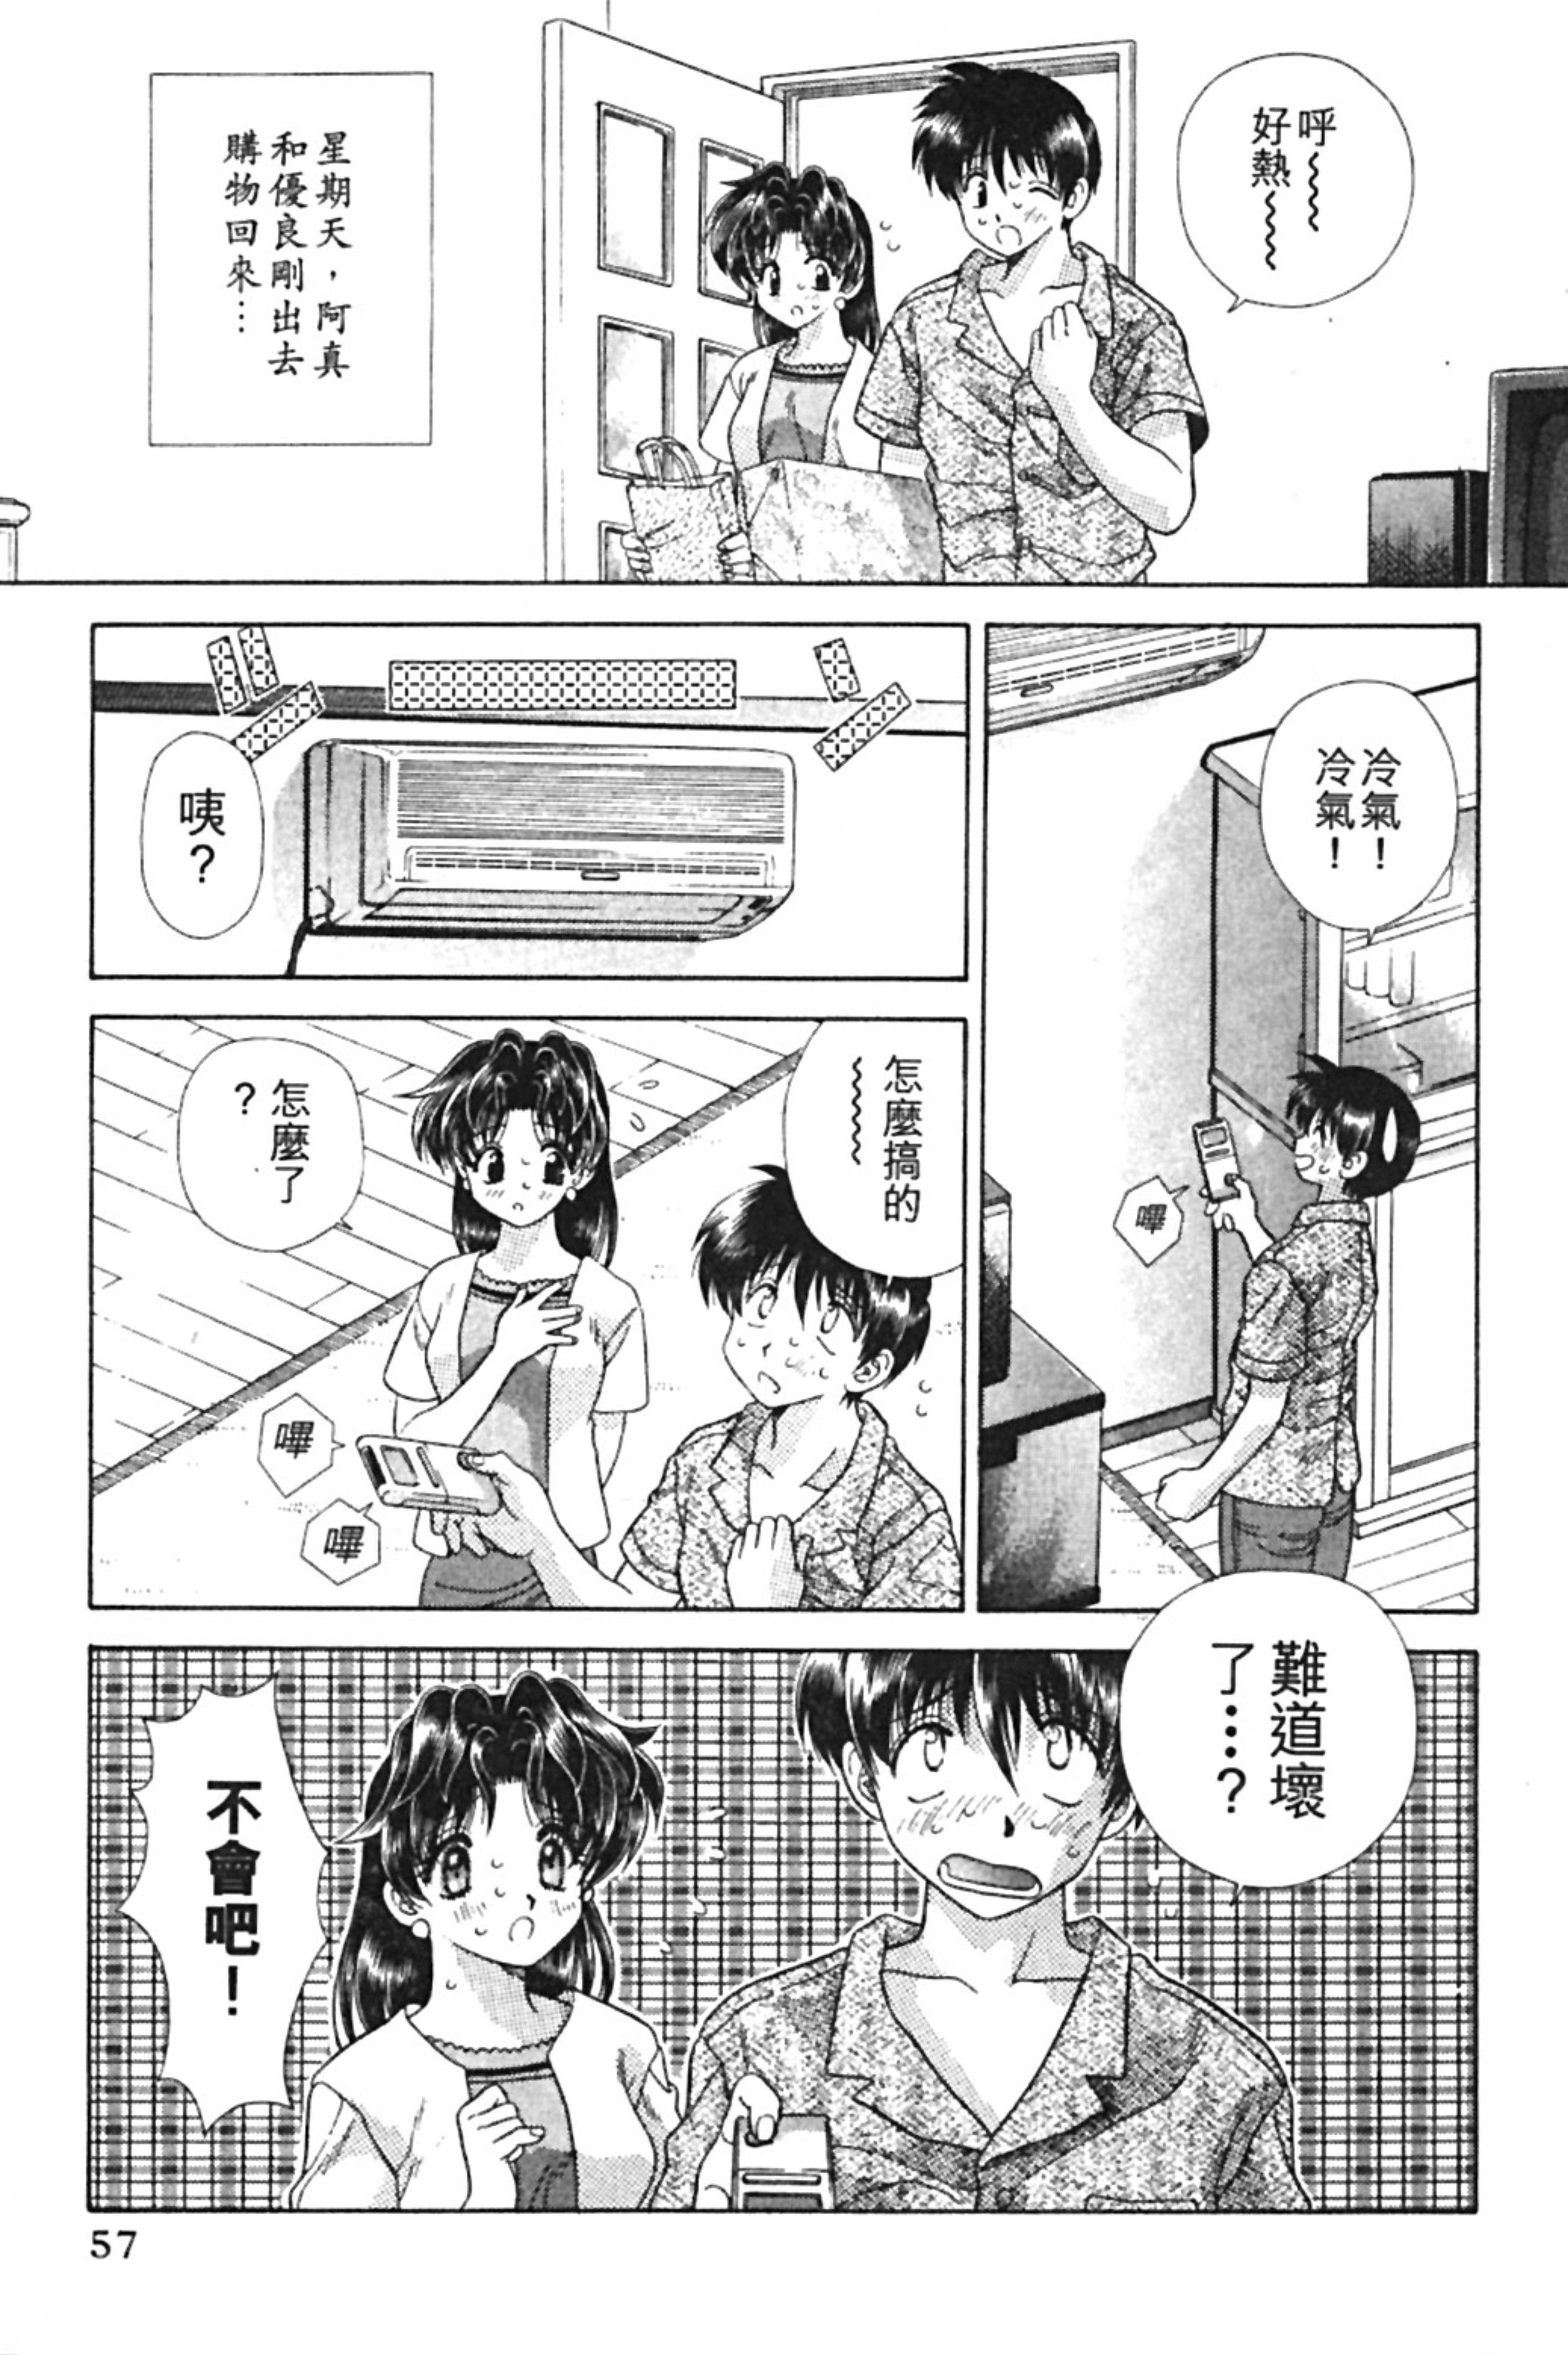 呼～～
好熱～～
星期天，阿真
和優良剛出去
購物回來…
冷氣！
冷氣！
嗶
咦？
怎麼搞的
～～～
怎麼了
？
嗶
嗶
難道壞
了…？
不會吧！
57